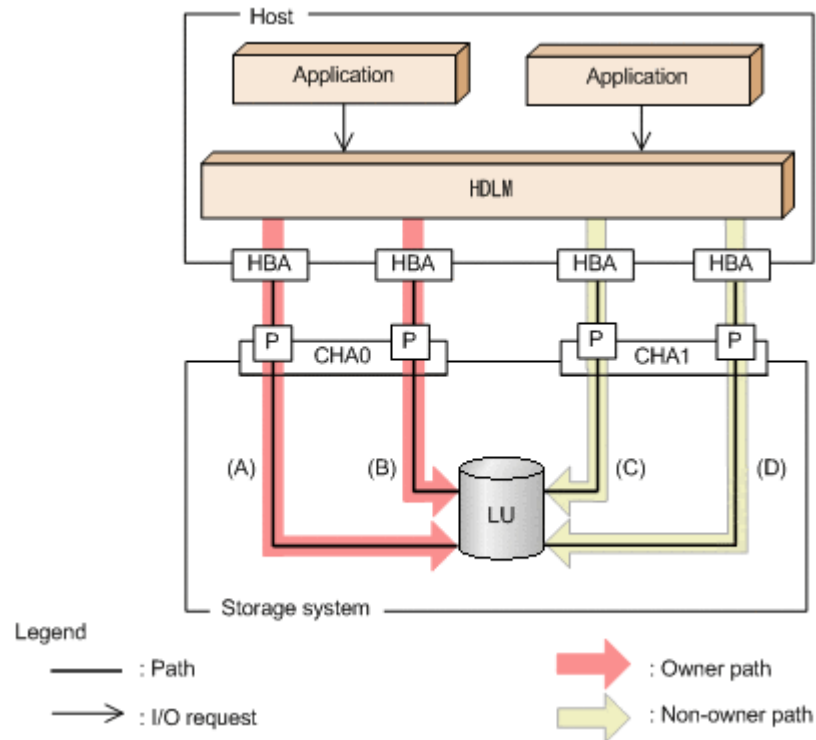 Host
Application
Application
HDLM
HBA HBA HBA HBA
P P P P
CHA0 CHA1
(A) (B) (C) (D)
LU
Storage system
Legend
: Path : Owner path
: I/O request : Non-owner path